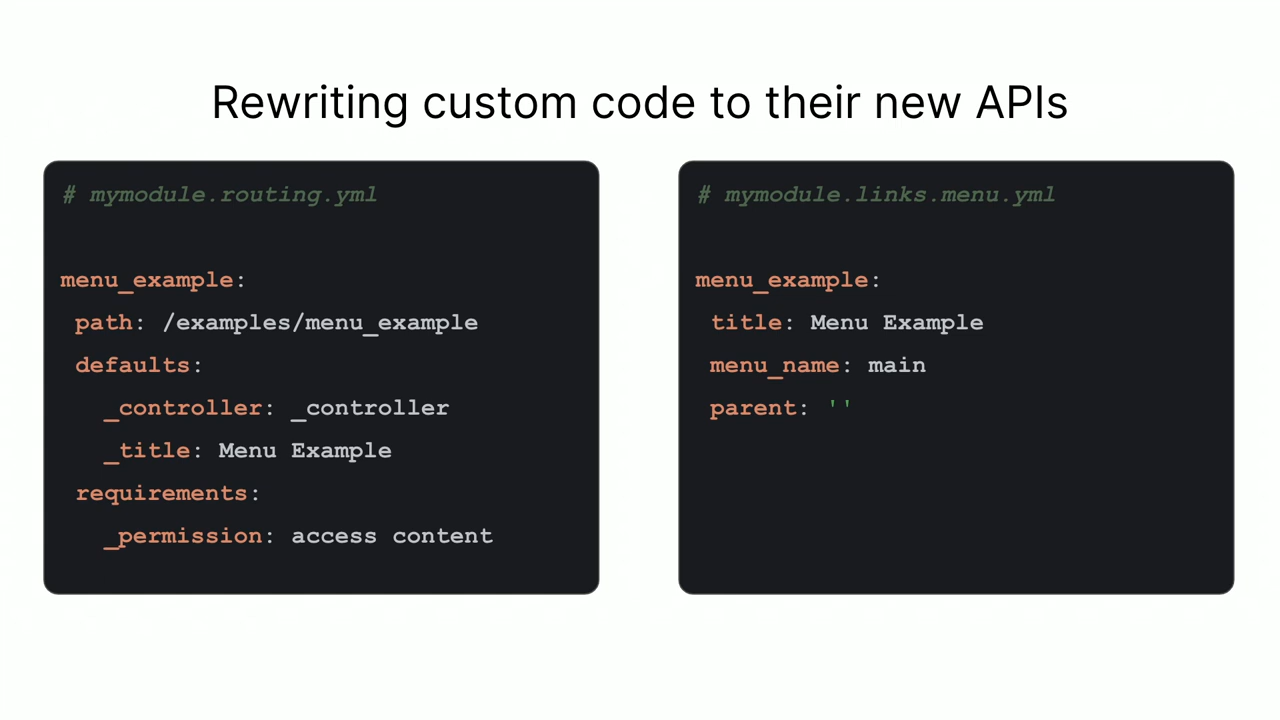 Rewriting custom code to their new APIs
# mymodule.routing.yml
menu_example:
path: /examples/menu_example
defaults:
_controller: _controller
_title: Menu Example
requirements:
_permission: access content
# mymodule.links.menu.yml
menu_example:
title: Menu Example
menu_name: main
parent: ''